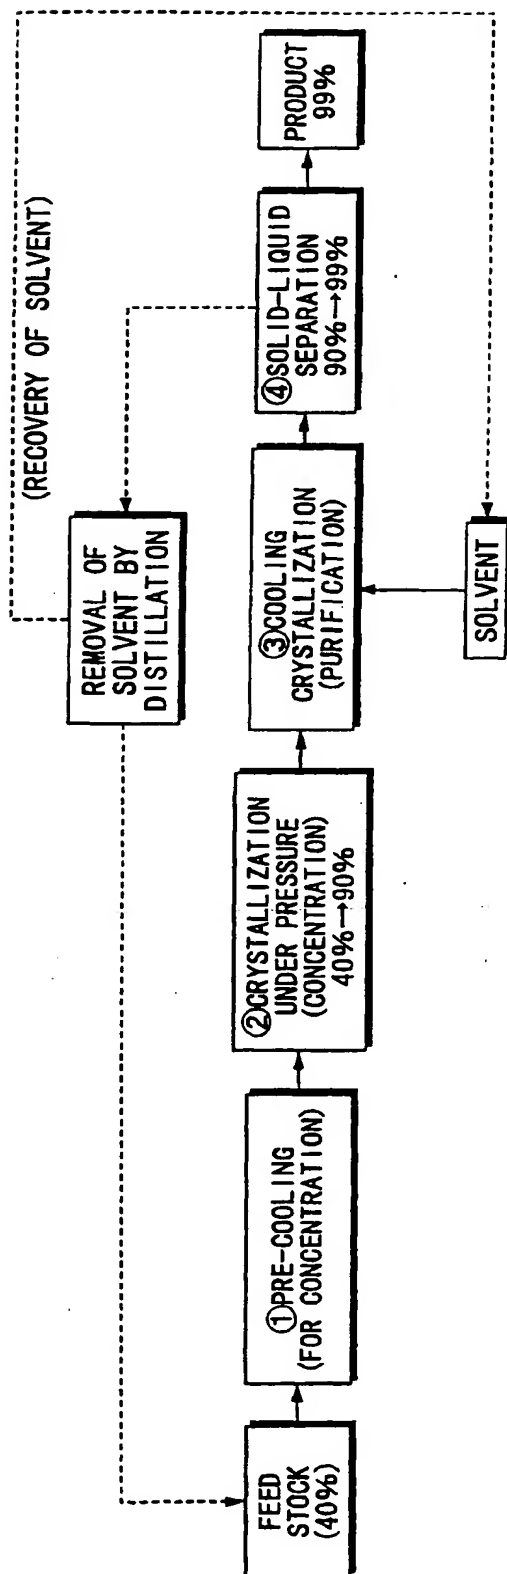 FEED
STOCK
(40%)
①PRE-COOLING
(FOR CONCENTRATION)
②CRYSTALLIZATION
UNDER PRESSURE
(CONCENTRATION)
40%→90%
③COOLING
CRYSTALLIZATION
(PURIFICATION)
④SOLID-LIQUID
SEPARATION
90%→99%
PRODUCT
99%
REMOVAL OF
SOLVENT BY
DISTILLATION
(RECOVERY OF SOLVENT)
SOLVENT